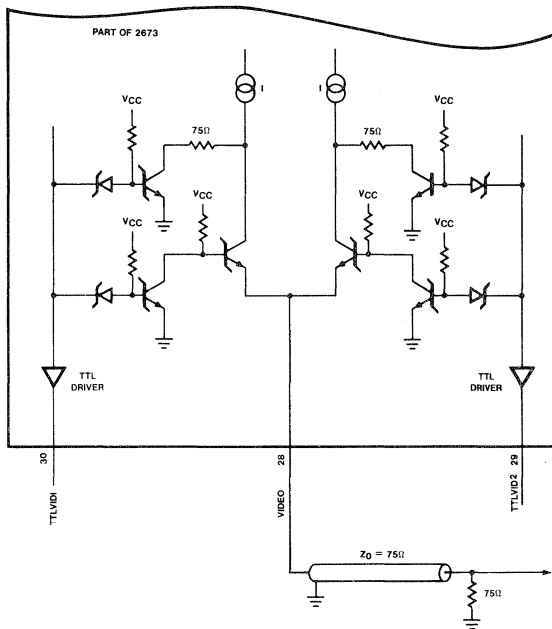 PART OF 2673
I
I
VCC
75Ω
75Ω
VCC
VCC
VCC
VCC
VCC
TTL
DRIVER
TTL
DRIVER
30
28
29
TTLVID1
VIDEO
TTLVID2
Z0 = 75Ω
75Ω